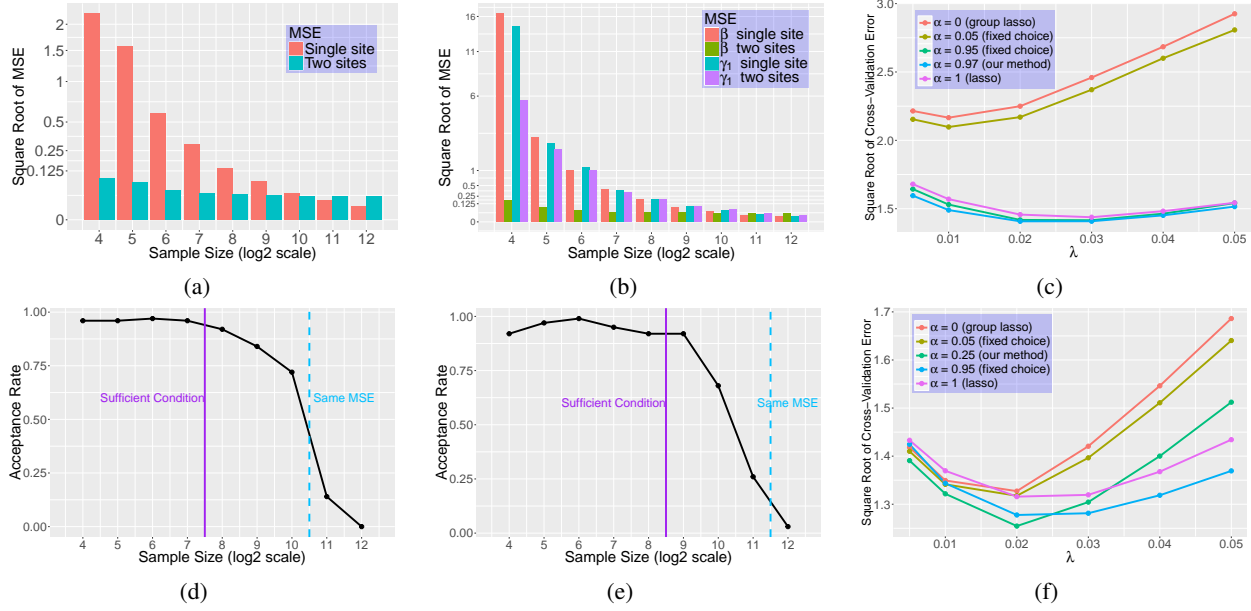 Square Root of MSE
2
1.5
1
0.5
0.25
0.125
0
MSE
Single site
Two sites
4 5 6 7 8 9 10 11 12
Sample Size (log2 scale)
(a)
Square Root of MSE
16
11
6
1
0.5
0.25
0.125
0
MSE
β single site
β two sites
γ₁ single site
γ₁ two sites
4 5 6 7 8 9 10 11 12
Sample Size (log2 scale)
(b)
Square Root of Cross−Validation Error
3.0
2.5
2.0
1.5
α = 0 (group lasso)
α = 0.05 (fixed choice)
α = 0.95 (fixed choice)
α = 0.97 (our method)
α = 1 (lasso)
0.01 0.02 0.03 0.04 0.05
λ
(c)
Acceptance Rate
1.00
0.75
0.50
0.25
0.00
Sufficient Condition
Same MSE
4 5 6 7 8 9 10 11 12
Sample Size (log2 scale)
(d)
Acceptance Rate
1.00
0.75
0.50
0.25
0.00
Sufficient Condition
Same MSE
4 5 6 7 8 9 10 11 12
Sample Size (log2 scale)
(e)
Square Root of Cross−Validation Error
1.7
1.6
1.5
1.4
1.3
α = 0 (group lasso)
α = 0.05 (fixed choice)
α = 0.25 (our method)
α = 0.95 (fixed choice)
α = 1 (lasso)
0.01 0.02 0.03 0.04 0.05
λ
(f)